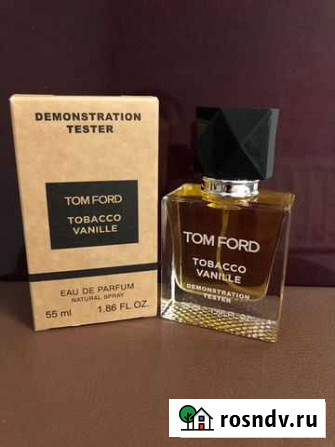 DEMONSTRATION
TESTER
TOM FORD
TOBACCO
VANILLE
EAU DE PARFUM
NATURAL SPRAY
55 ml
1.86 FL.OZ.
TOM FORD
TOBACCO
VANILLE
DEMONSTRATION
TESTER
rosndv.ru